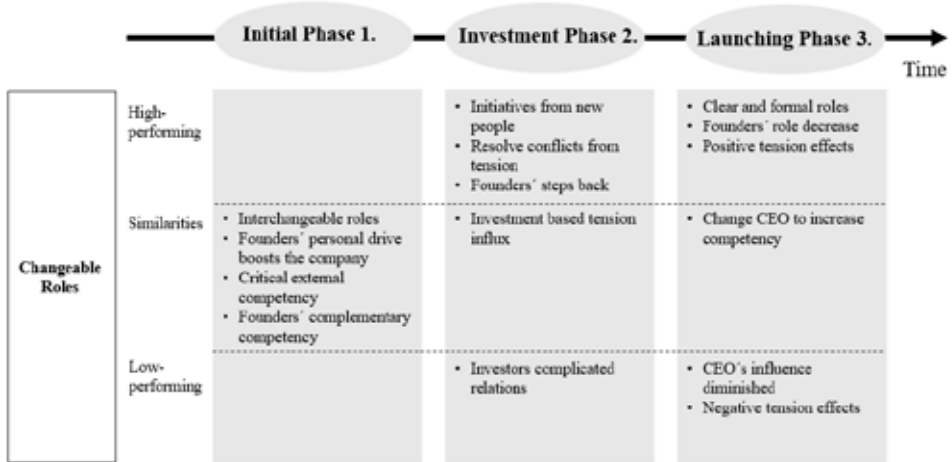 Initial Phase 1.
Investment Phase 2.
Launching Phase 3.
Time
Changeable
Roles
High-
performing
• Initiatives from new
people
• Resolve conflicts from
tension
• Founders´ steps back
• Clear and formal roles
• Founders´ role decrease
• Positive tension effects
Similarities
• Interchangeable roles
• Founders´ personal drive
boosts the company
• Critical external
competency
• Founders´ complementary
competency
• Investment based tension
influx
• Change CEO to increase
competency
Low-
performing
• Investors complicated
relations
• CEO´s influence
diminished
• Negative tension effects